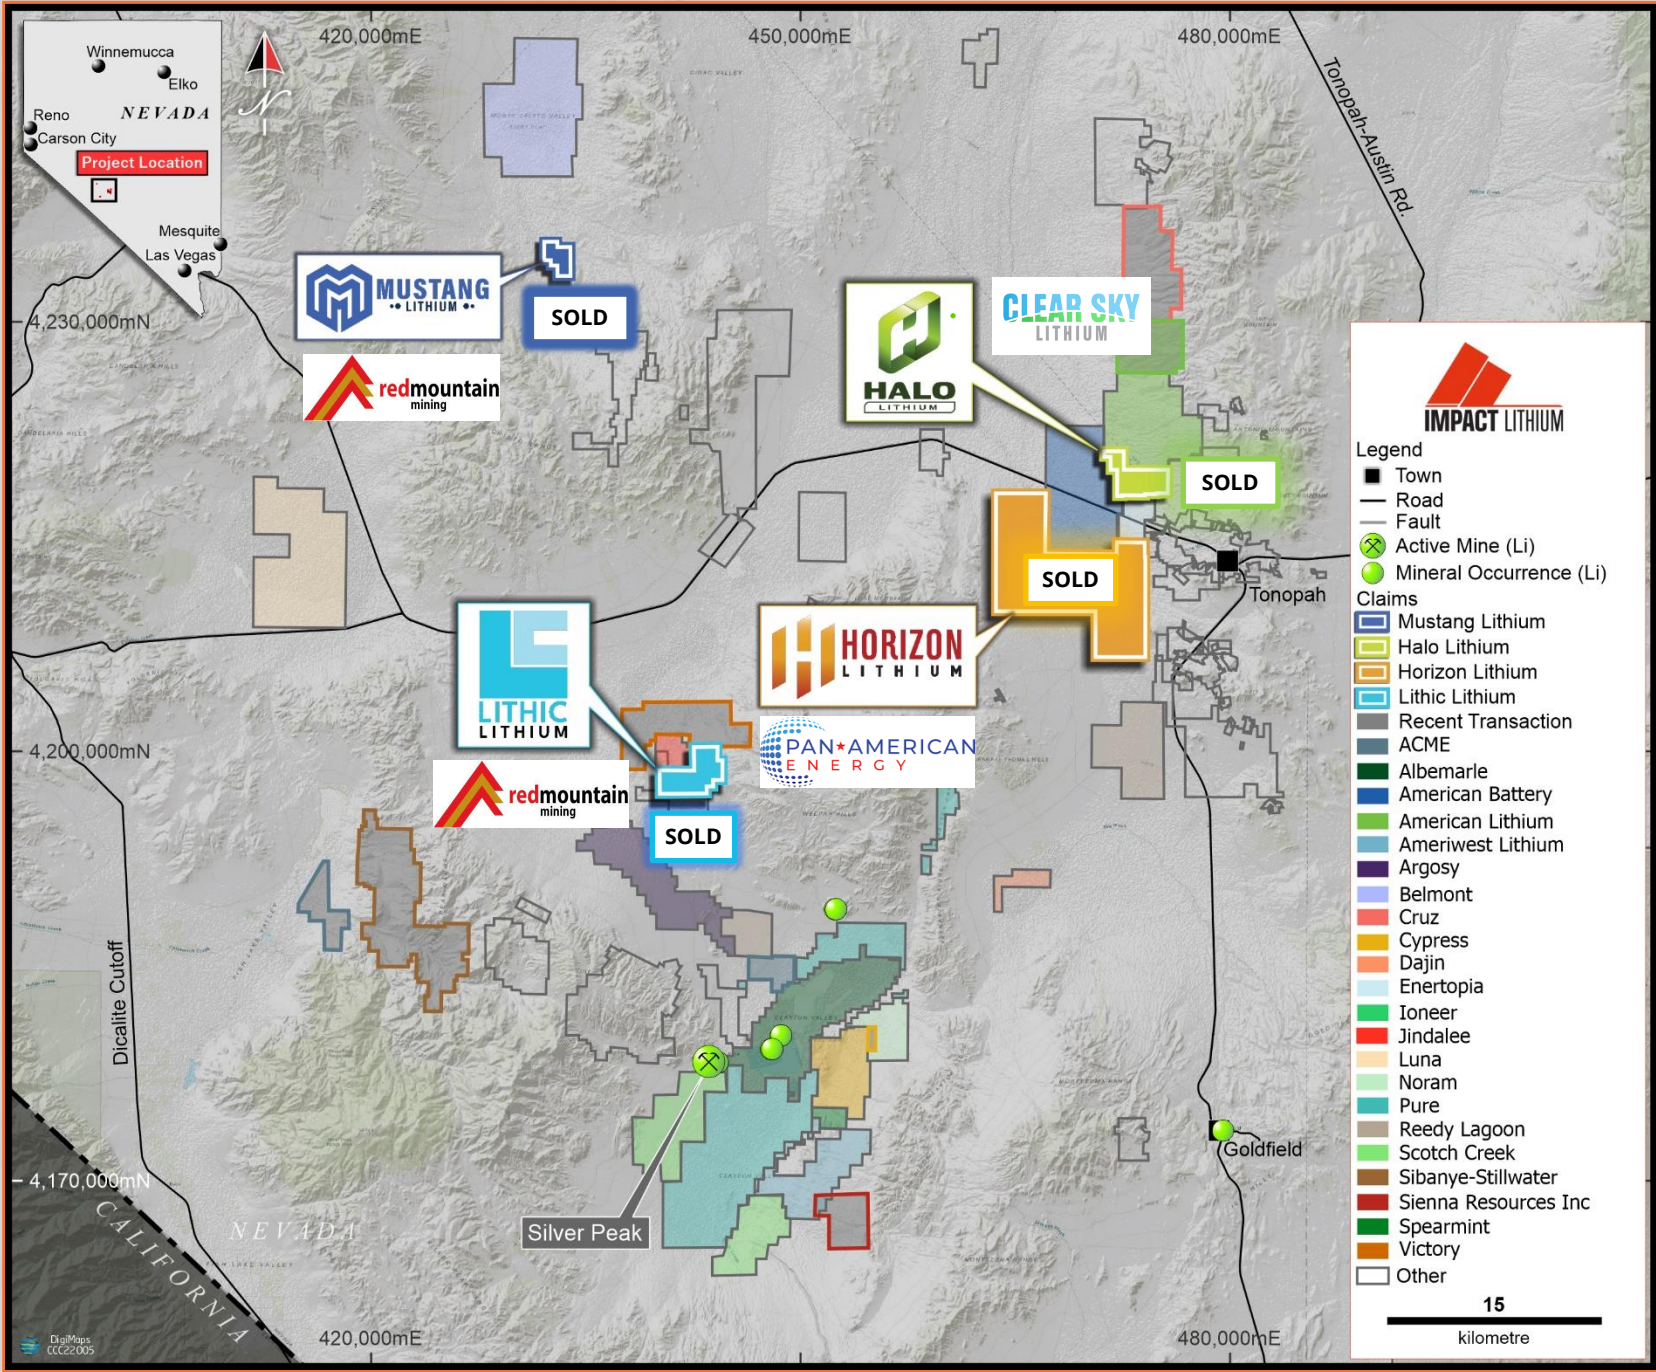 420,000mE
450,000mE
480,000mE
Winnemucca
Elko
NEVADA
Reno
Carson City
Project Location
Mesquite
Las Vegas
N
Tonopah-Austin Rd.
4,230,000mN
MUSTANG
LITHIUM
SOLD
redmountain
mining
HALO
LITHIUM
CLEAR SKY
LITHIUM
SOLD
SOLD
Tonopah
LITHIC
LITHIUM
HORIZON
LITHIUM
4,200,000mN
PAN AMERICAN
ENERGY
redmountain
mining
SOLD
Dicalite Cutoff
CLAYTON VALLEY
Goldfield
4,170,000mN
Silver Peak
NEVADA
CALIFORNIA
420,000mE
480,000mE
DigiMaps
CCC22005
IMPACT LITHIUM
Legend
Town
Road
Fault
Active Mine (Li)
Mineral Occurrence (Li)
Claims
Mustang Lithium
Halo Lithium
Horizon Lithium
Lithic Lithium
Recent Transaction
ACME
Albemarle
American Battery
American Lithium
Ameriwest Lithium
Argosy
Belmont
Cruz
Cypress
Dajin
Enertopia
Ioneer
Jindalee
Luna
Noram
Pure
Reedy Lagoon
Scotch Creek
Sibanye-Stillwater
Sienna Resources Inc
Spearmint
Victory
Other
15
kilometre